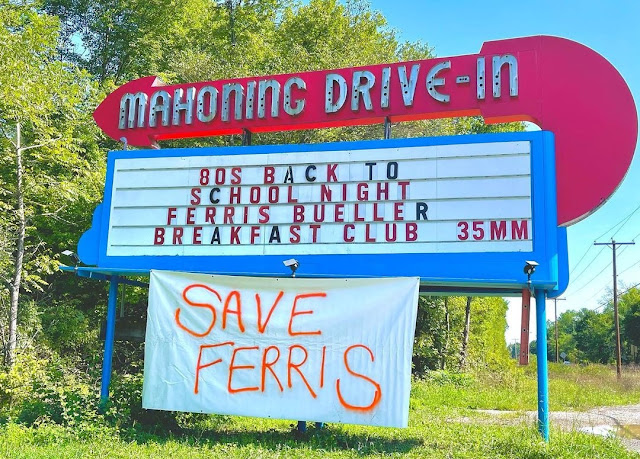 MAHONING DRIVE-in
80S BACK TO
SCHOOL NIGHT
FERRIS BUELLER
BREAKFAST CLUB 35MM
SAVE
FERRIS